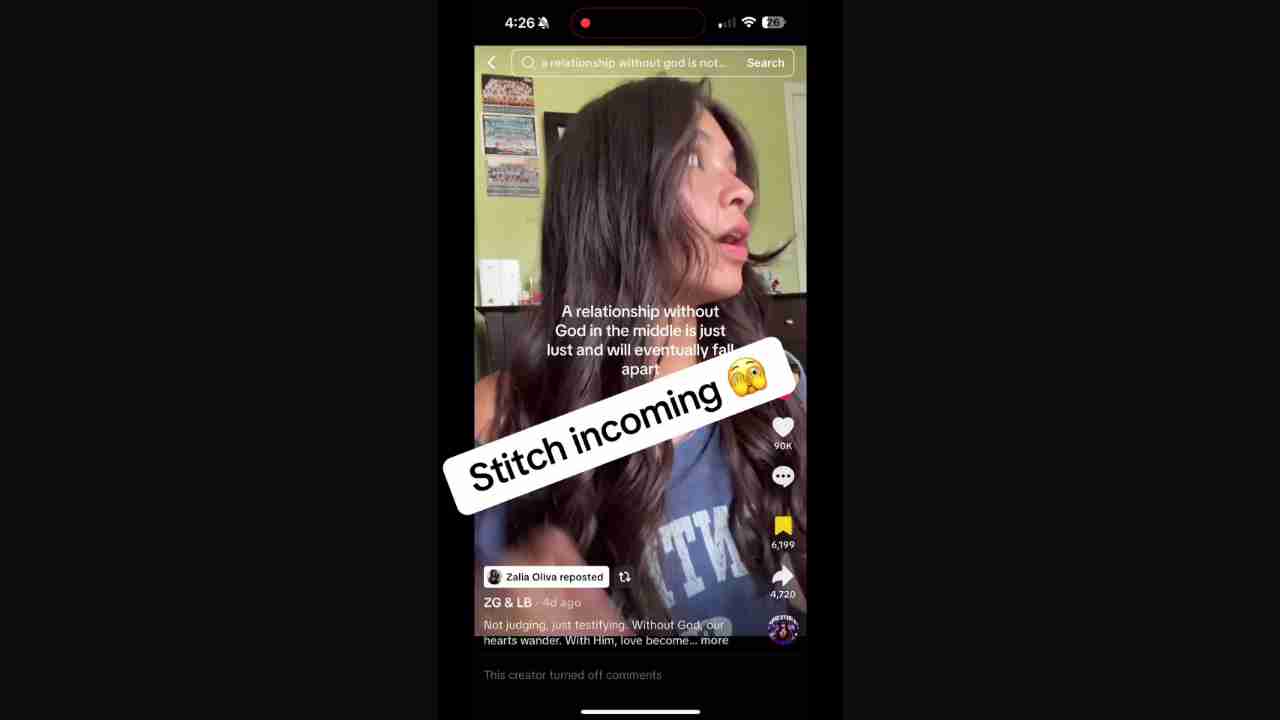 4:26
26
a relationship without god is not...
Search
A relationship without
God in the middle is just
lust and will eventually fall
apart
Stitch incoming 🫣
90K
6,199
4,720
Zalia Oliva reposted
ZG & LB · 4d ago
Not judging, just testifying. Without God, our
hearts wander. With Him, love become... more
This creator turned off comments